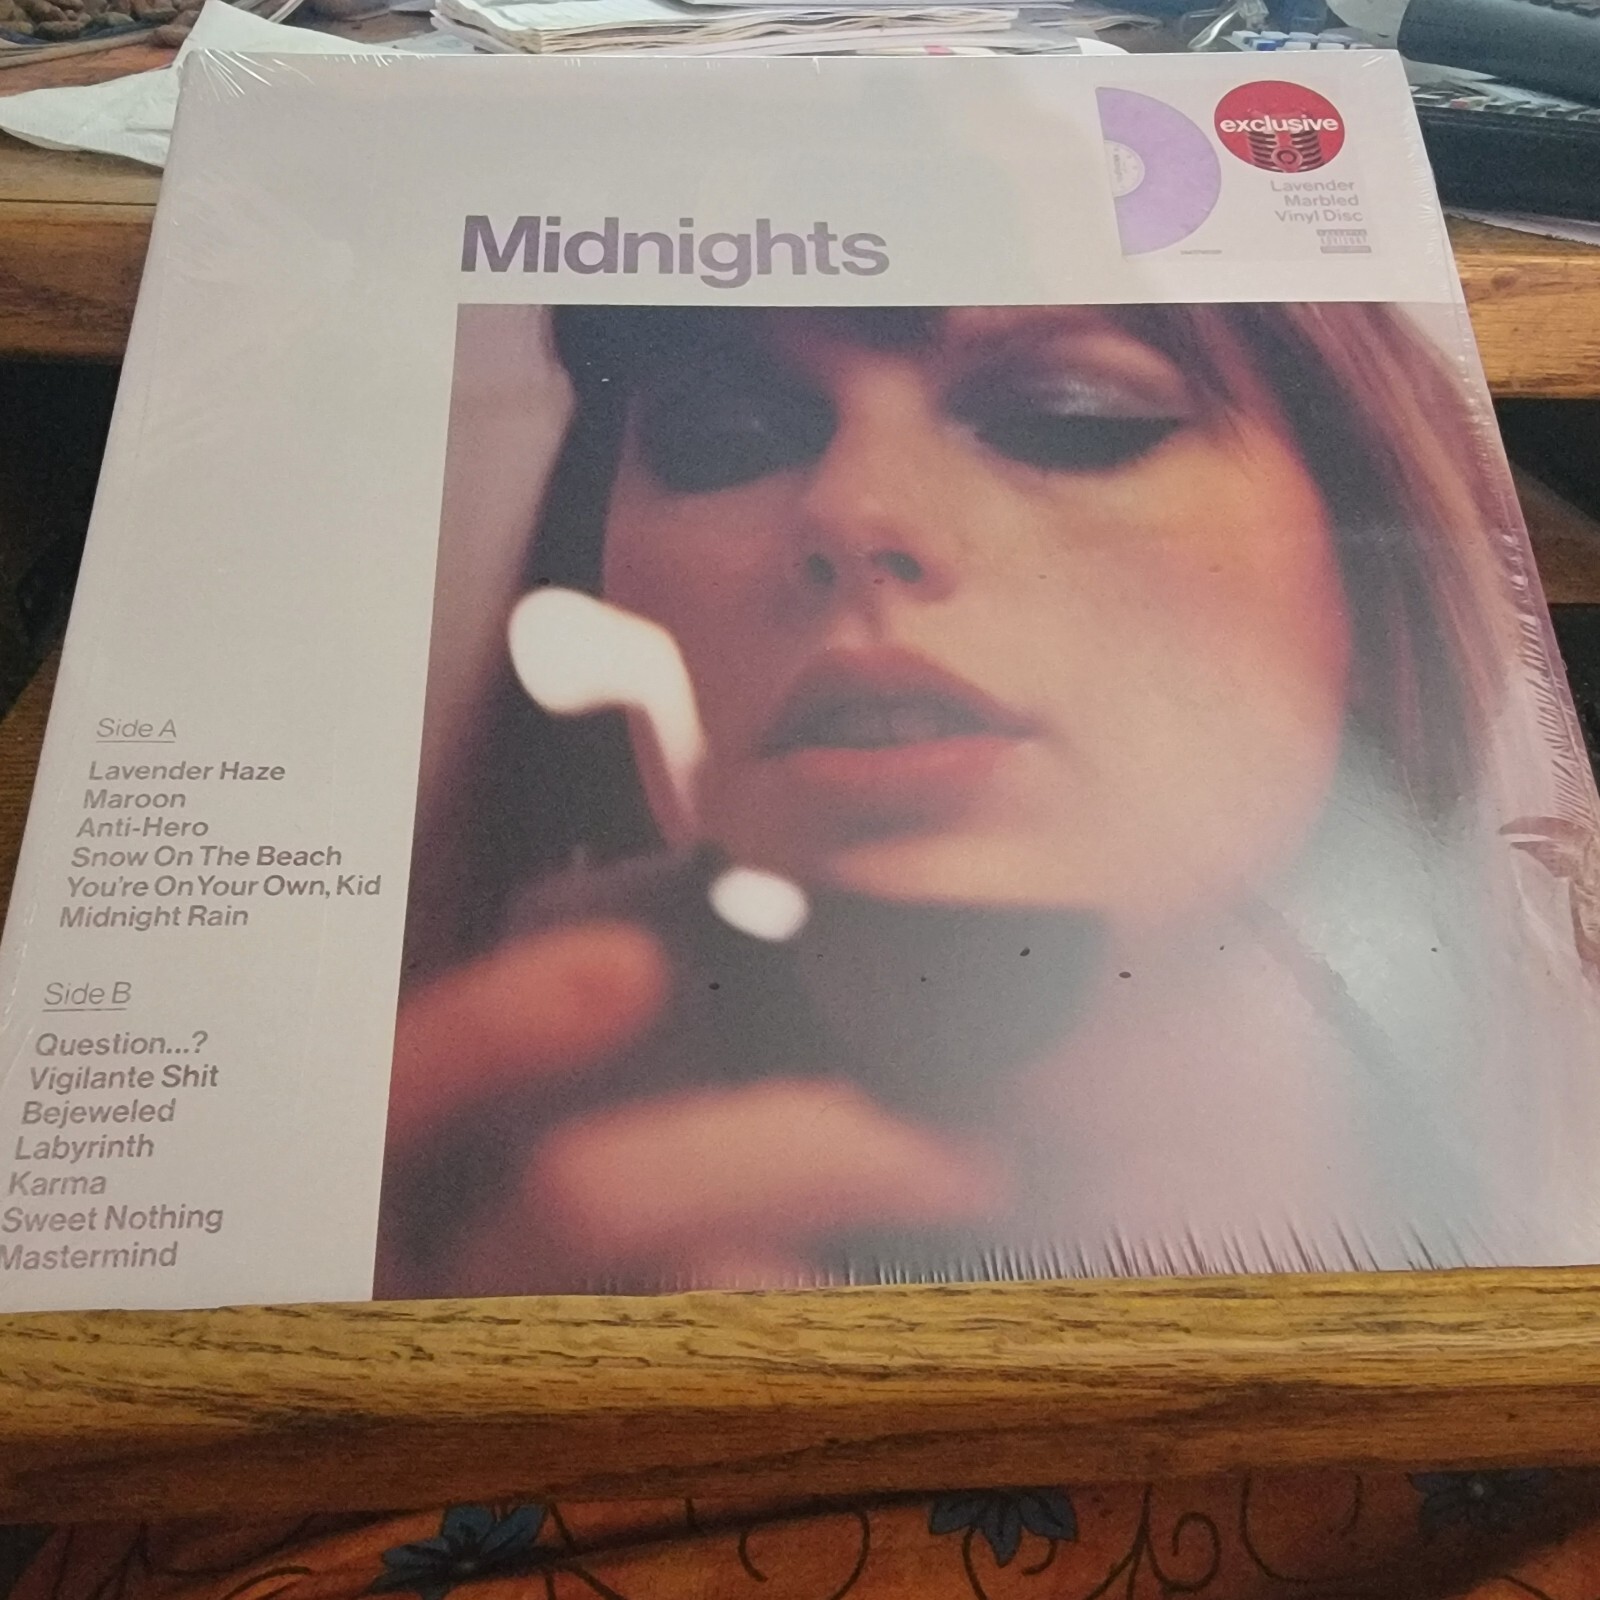 exclusive
Lavender
Marbled
Vinyl Disc
Midnights
Side A
Lavender Haze
Maroon
Anti-Hero
Snow On The Beach
You're On Your Own, Kid
Midnight Rain
Side B
Question...?
Vigilante Shit
Bejeweled
Labyrinth
Karma
Sweet Nothing
Mastermind